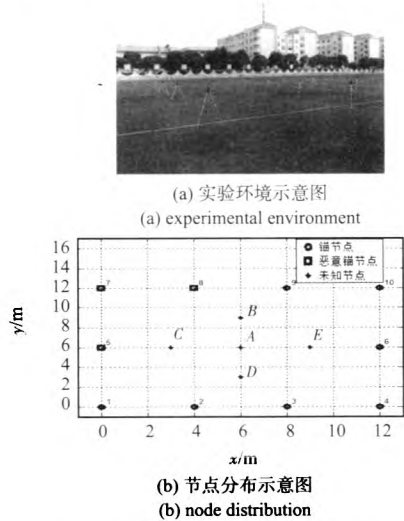 (a) 实验环境示意图
(a) experimental environment
16
14
12
10
8
6
4
2
0
y/m
锚节点
恶意锚节点
未知节点
7
8
9
10
B
C
A
E
5
6
D
1
2
3
4
0 2 4 6 8 10 12
x/m
(b) 节点分布示意图
(b) node distribution